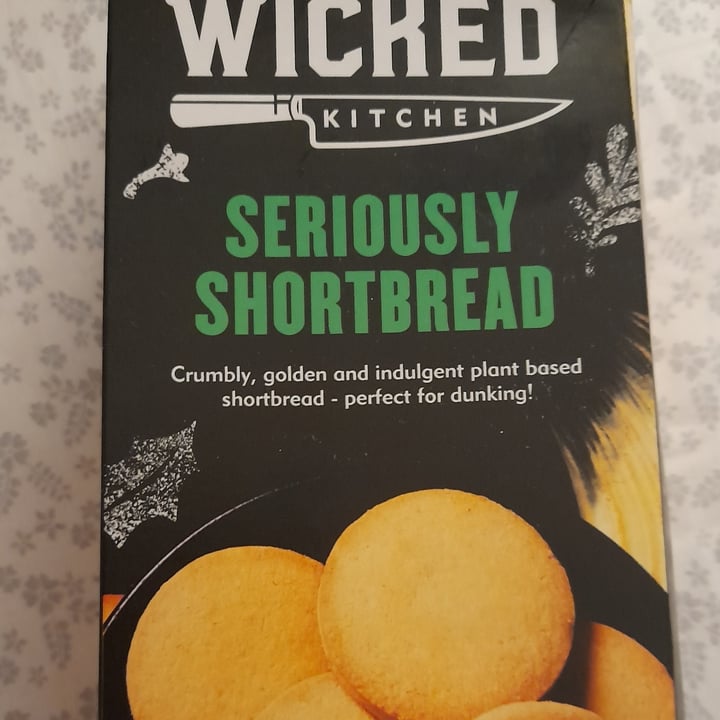 WICKED
KITCHEN
SERIOUSLY
SHORTBREAD
Crumbly, golden and indulgent plant based
shortbread - perfect for dunking!